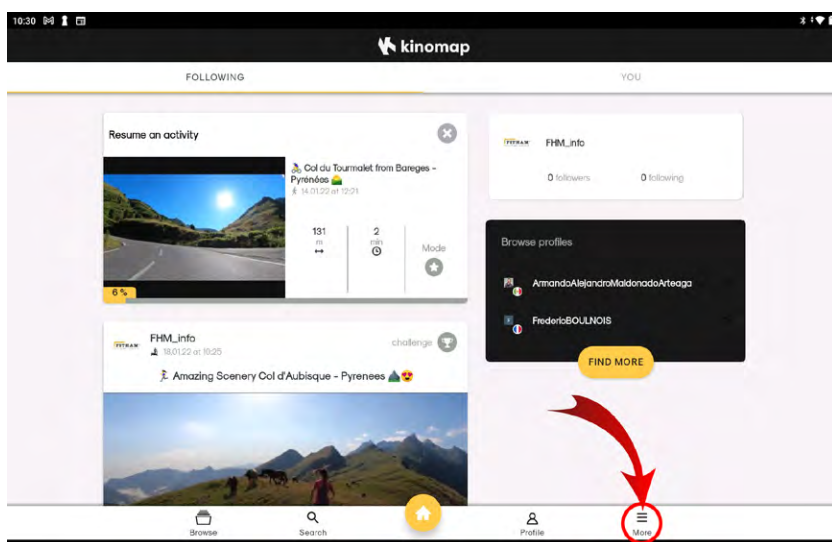 10:30
kinomap
FOLLOWING
YOU
Resume an activity
Col du Tourmalet from Bareges -
Pyrénées
14.01.22 at 12:21
131
m
2
min
Mode
6 %
FHM_info
0 followers
0 following
Browse profiles
ArmandoAlejandroMaldonadoArteaga
FredericBOULNOIS
FIND MORE
FITRAM
FHM_info
18.01.22 at 10:25
challenge
Amazing Scenery Col d'Aubisque - Pyrenees
Browse
Search
Profile
More